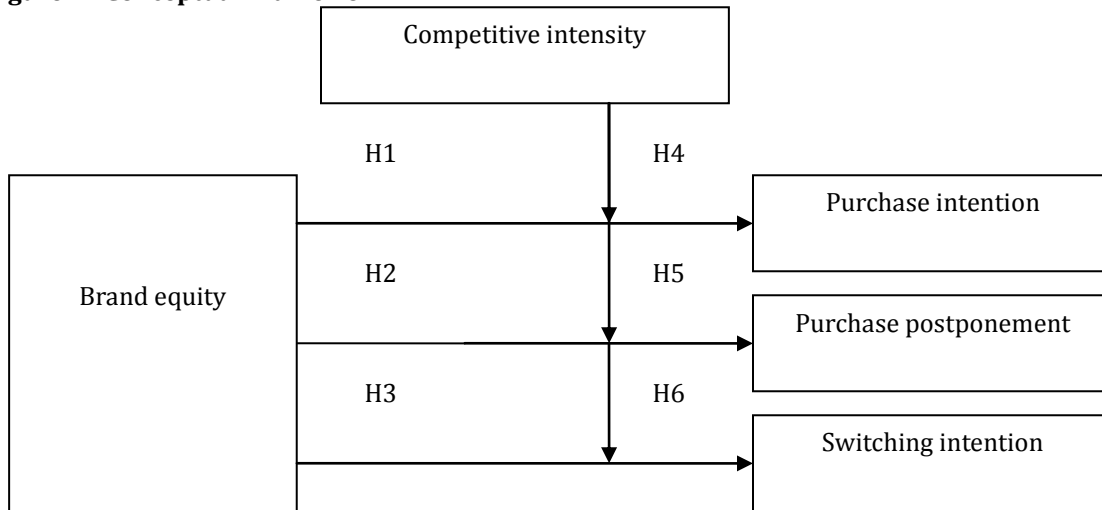 Competitive intensity
H1
H4
Purchase intention
H2
H5
Brand equity
Purchase postponement
H3
H6
Switching intention